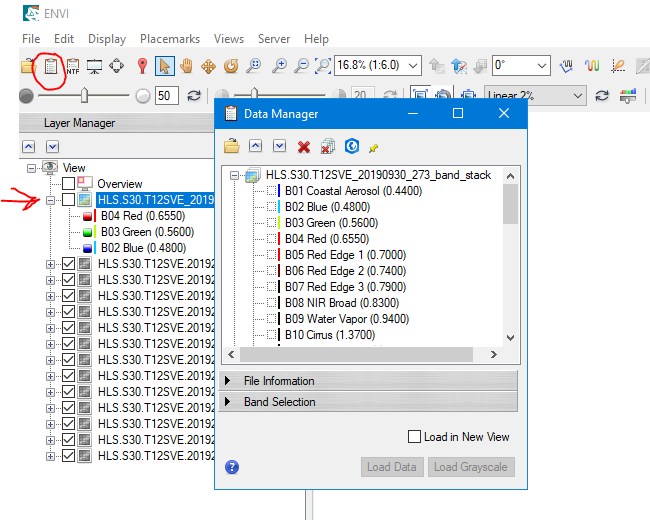 ENVI
File Edit Display Placemarks Views Help
NTF 16.8% (1:6.0) 0°
50 20 Linear 2%
Layer Manager
View
Overview
HLS.S30.T12SVE_2019
B04 Red (0.6550)
B03 Green (0.5600)
B02 Blue (0.4800)
HLS.S30.T12SVE.20192
HLS.S30.T12SVE.20192
HLS.S30.T12SVE.20192
HLS.S30.T12SVE.20192
HLS.S30.T12SVE.20192
HLS.S30.T12SVE.20192
HLS.S30.T12SVE.20192
HLS.S30.T12SVE.20192
HLS.S30.T12SVE.20192
HLS.S30.T12SVE.20192
HLS.S30.T12SVE.20192
HLS.S30.T12SVE.20192
HLS.S30.T12SVE.20192
Data Manager
HLS.S30.T12SVE_20190930_273_band_stack
B01 Coastal Aerosol (0.4400)
B02 Blue (0.4800)
B03 Green (0.5600)
B04 Red (0.6550)
B05 Red Edge 1 (0.7000)
B06 Red Edge 2 (0.7400)
B07 Red Edge 3 (0.7900)
B08 NIR Broad (0.8300)
B09 Water Vapor (0.9400)
B10 Cirrus (1.3700)
File Information
Band Selection
Load in New View
Load Data Load Grayscale